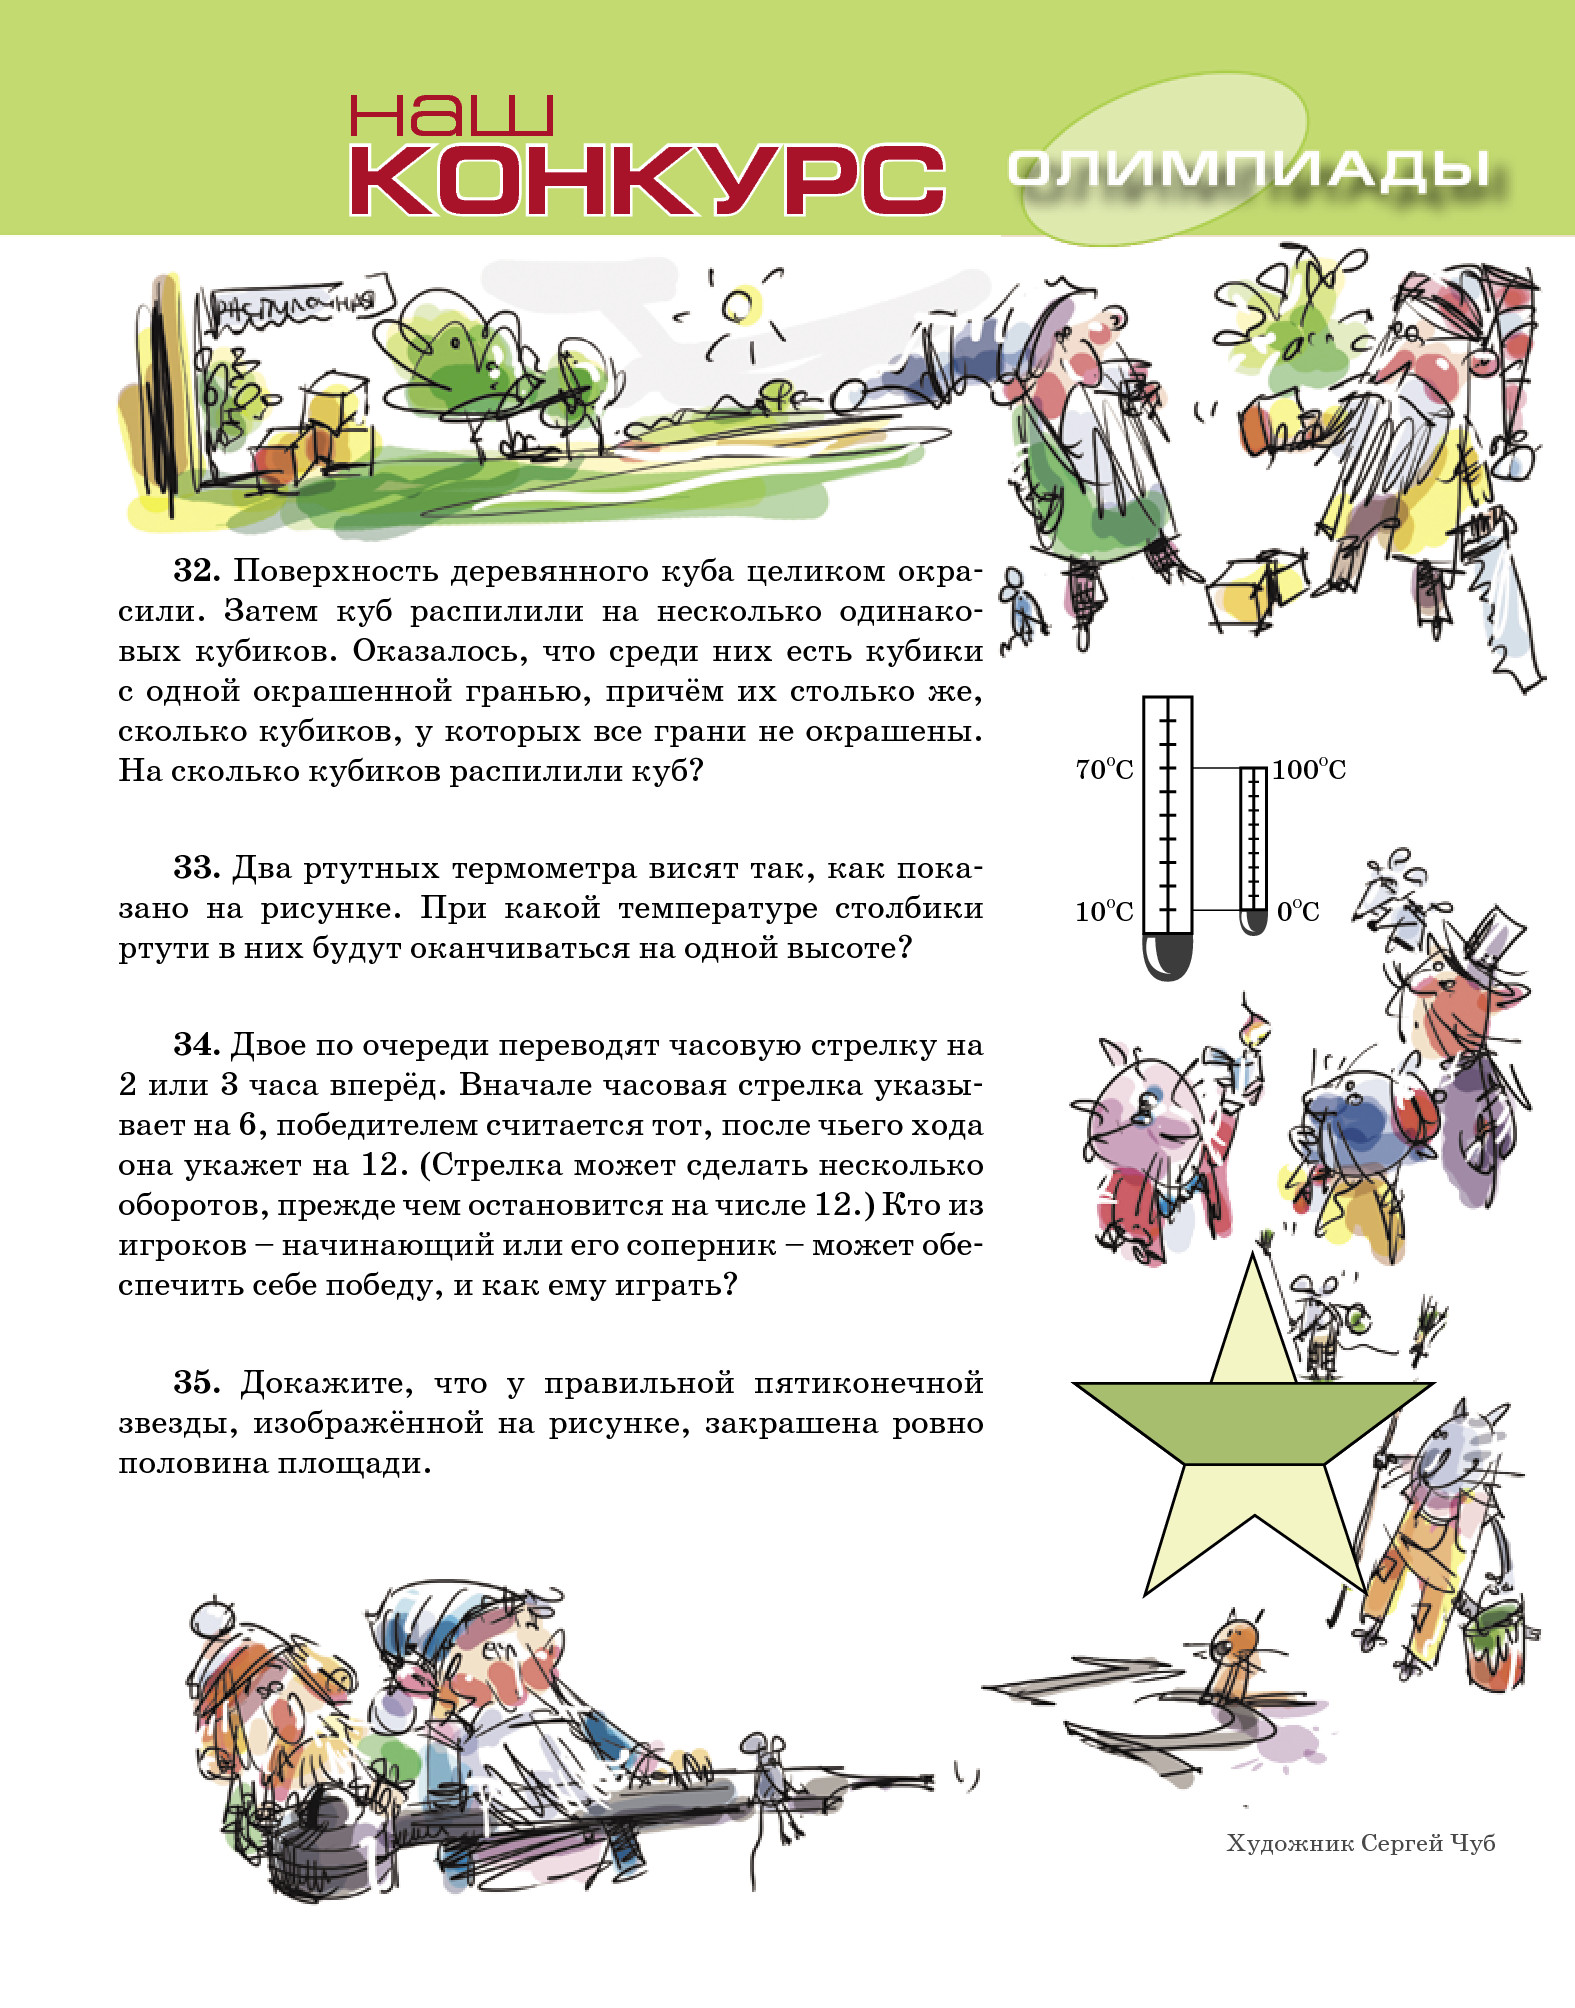 наш
КОНКУРС
ОЛИМПИАДЫ
32. Поверхность деревянного куба целиком окра-
сили. Затем куб распилили на несколько одинако-
вых кубиков. Оказалось, что среди них есть кубики
с одной окрашенной гранью, причём их столько же,
сколько кубиков, у которых все грани не окрашены.
На сколько кубиков распилили куб?
70°C
100°C
33. Два ртутных термометра висят так, как пока-
зано на рисунке. При какой температуре столбики
ртути в них будут оканчиваться на одной высоте?
10°C
0°C
34. Двое по очереди переводят часовую стрелку на
2 или 3 часа вперёд. Вначале часовая стрелка указы-
вает на 6, победителем считается тот, после чьего хода
она укажет на 12. (Стрелка может сделать несколько
оборотов, прежде чем остановится на числе 12.) Кто из
игроков – начинающий или его соперник – может обе-
спечить себе победу, и как ему играть?
35. Докажите, что у правильной пятиконечной
звезды, изображённой на рисунке, закрашена ровно
половина площади.
Художник Сергей Чуб